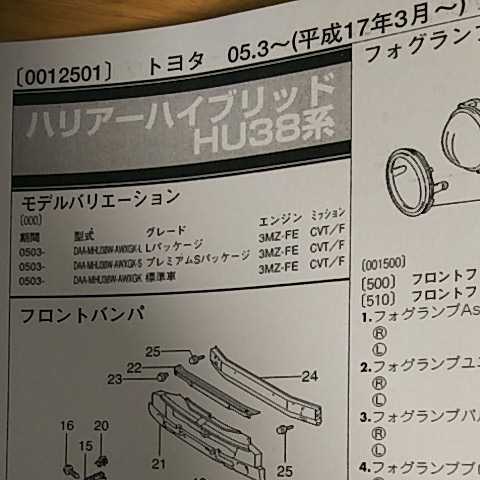 〔0012501〕 トヨタ 05.3〜(平成17年3月〜)
ハリアーハイブリッド
HU38系
モデルバリエーション
〔000〕
期間 型式 グレード エンジン ミッション
0503- DAA-MHU38W-AWXGK-L Lパッケージ 3MZ-FE CVT/F
0503- DAA-MHU38W-AWXGK-S プレミアムSパッケージ 3MZ-FE CVT/F
0503- DAA-MHU38W-AWXGK 標準車 3MZ-FE CVT/F
フロントバンパ
25
22
23
24
16
20
15
21
25
フォグランプ
〔001500〕
〔500〕 フロントフ
〔510〕 フロントフ
1.フォグランプAs
Ⓡ
Ⓛ
2.フォグランプユニ
Ⓡ
Ⓛ
3.フォグランプバル
Ⓡ
Ⓛ
4.フォグランプブ